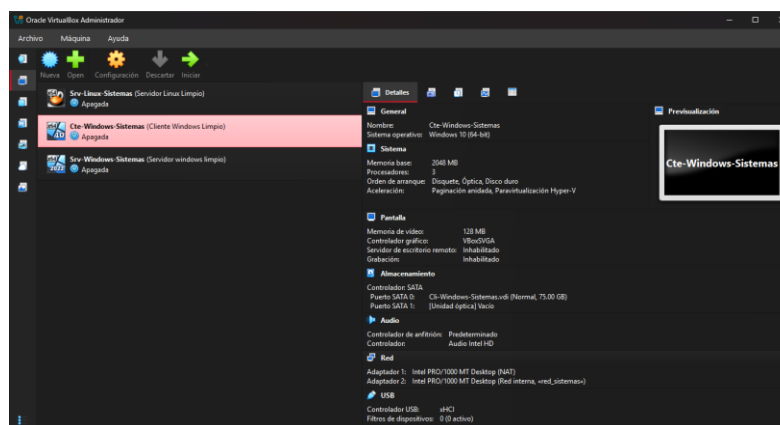 Oracle VirtualBox Administrador
Archivo Máquina Ayuda
Nueva Open Configuración Descartar Iniciar
Srv-Linux-Sistemas (Servidor Linux Limpio)
Apagada
Cte-Windows-Sistemas (Cliente Windows Limpio)
Apagada
Srv-Windows-Sistemas (Servidor windows limpio)
Apagada
2022
Detalles
General
Nombre: Cte-Windows-Sistemas
Sistema operativo: Windows 10 (64-bit)
Sistema
Memoria base: 2048 MB
Procesadores: 3
Orden de arranque: Disquete, Óptica, Disco duro
Aceleración: Paginación anidada, Paravirtualización Hyper-V
Pantalla
Memoria de vídeo: 128 MB
Controlador gráfico: VBoxSVGA
Servidor de escritorio remoto: Inhabilitado
Grabación: Inhabilitado
Almacenamiento
Controlador: SATA
Puerto SATA 0: Cli-Windows-Sistemas.vdi (Normal, 75.00 GB)
Puerto SATA 1: [Unidad óptica] Vacío
Audio
Controlador de anfitrión: Predeterminado
Controlador: Audio Intel HD
Red
Adaptador 1: Intel PRO/1000 MT Desktop (NAT)
Adaptador 2: Intel PRO/1000 MT Desktop (Red interna, «red_sistemas»)
USB
Controlador USB: xHCI
Filtros de dispositivos: 0 (0 activo)
Previsualización
Cte-Windows-Sistemas